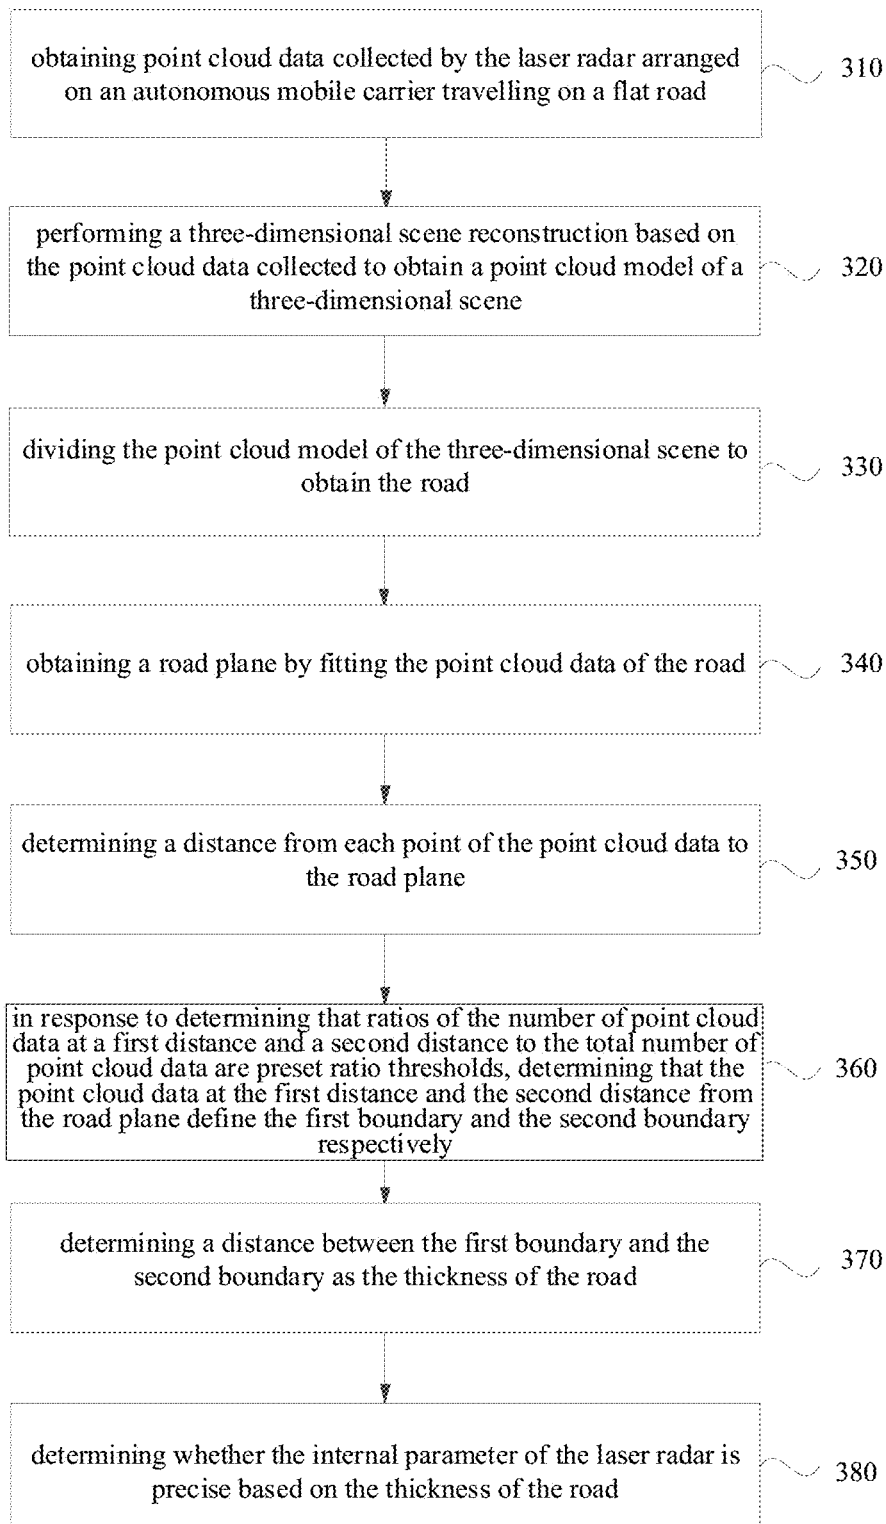 obtaining point cloud data collected by the laser radar arranged
on an autonomous mobile carrier travelling on a flat road
310
performing a three-dimensional scene reconstruction based on
the point cloud data collected to obtain a point cloud model of a
three-dimensional scene
320
dividing the point cloud model of the three-dimensional scene to
obtain the road
330
obtaining a road plane by fitting the point cloud data of the road
340
determining a distance from each point of the point cloud data to
the road plane
350
in response to determining that ratios of the number of point cloud
data at a first distance and a second distance to the total number of
point cloud data are preset ratio thresholds, determining that the
point cloud data at the first distance and the second distance from
the road plane define the first boundary and the second boundary
respectively
360
determining a distance between the first boundary and the
second boundary as the thickness of the road
370
determining whether the internal parameter of the laser radar is
precise based on the thickness of the road
380